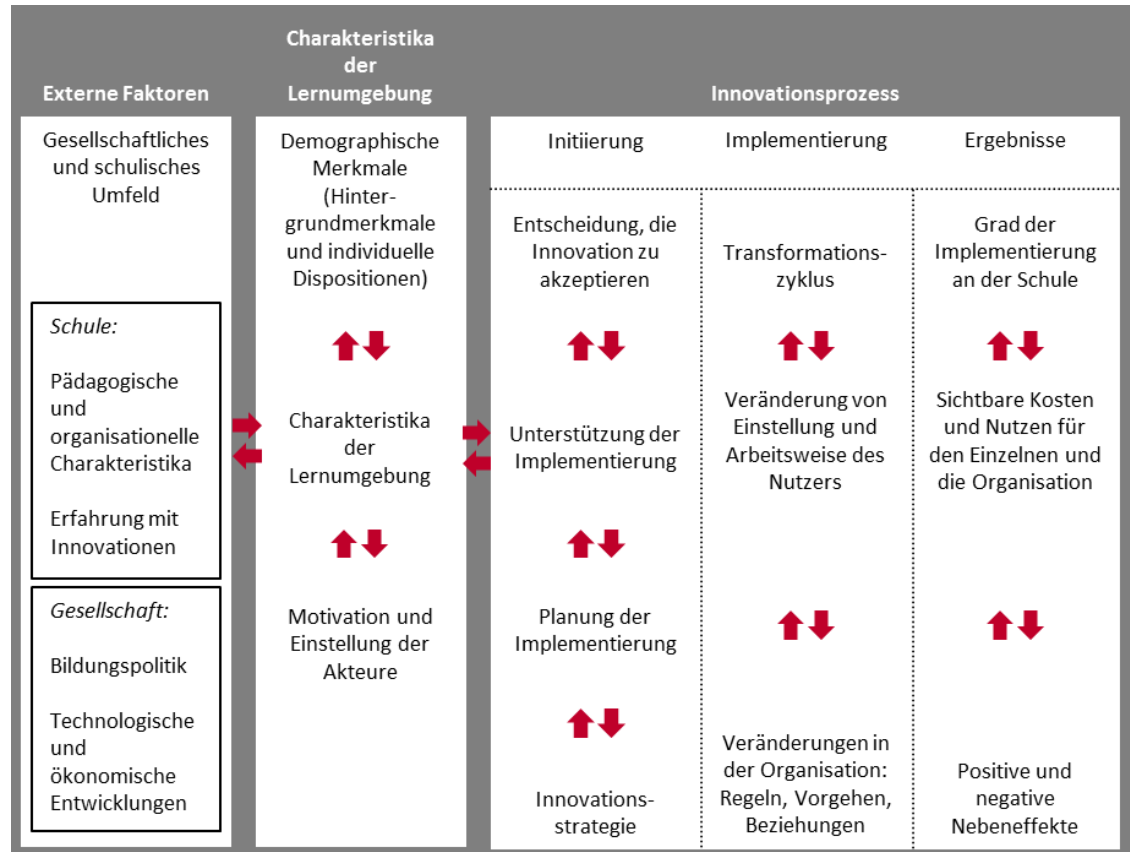 Externe Faktoren
Charakteristika
der
Lernumgebung
Innovationsprozess
Gesellschaftliches
und schulisches
Umfeld
Schule:
Pädagogische
und
organisationelle
Charakteristika
Erfahrung mit
Innovationen
Gesellschaft:
Bildungspolitik
Technologische
und
ökonomische
Entwicklungen
Demographische
Merkmale
(Hinter-
grundmerkmale
und individuelle
Dispositionen)
Charakteristika
der
Lernumgebung
Motivation und
Einstellung der
Akteure
Initiierung
Entscheidung, die
Innovation zu
akzeptieren
Unterstützung der
Implementierung
Planung der
Implementierung
Innovations-
strategie
Implementierung
Transformations-
zyklus
Veränderung von
Einstellung und
Arbeitsweise des
Nutzers
Veränderungen in
der Organisation:
Regeln, Vorgehen,
Beziehungen
Ergebnisse
Grad der
Implementierung
an der Schule
Sichtbare Kosten
und Nutzen für
den Einzelnen und
die Organisation
Positive und
negative
Nebeneffekte